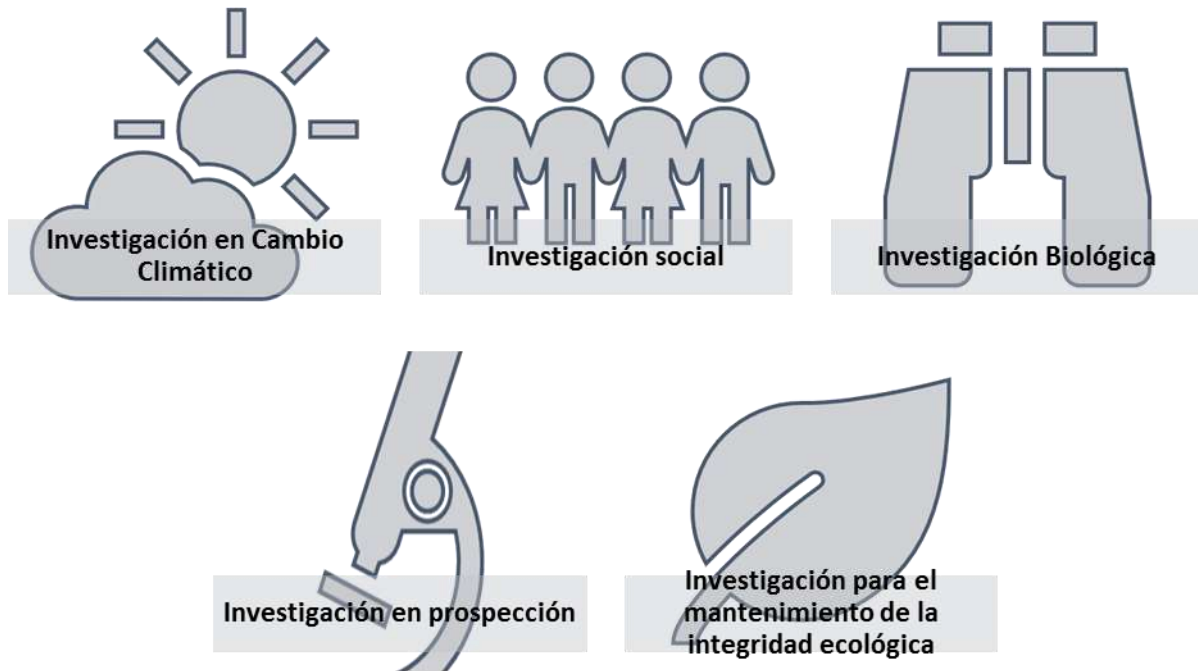 Investigación en Cambio
Climático
Investigación social
Investigación Biológica
Investigación en prospección
Investigación para el
mantenimiento de la
integridad ecológica